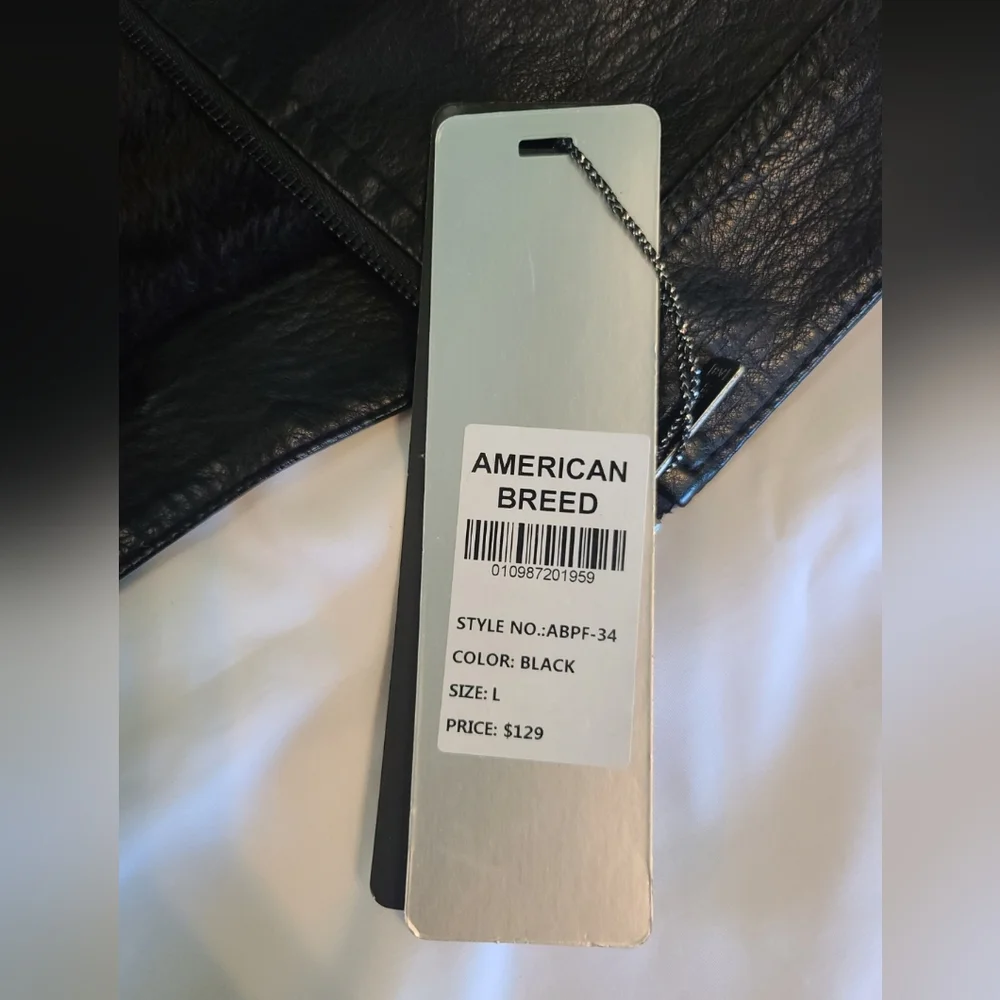 AMERICAN
BREED
010987201959
STYLE NO.:ABPF-34
COLOR: BLACK
SIZE: L
PRICE: $129